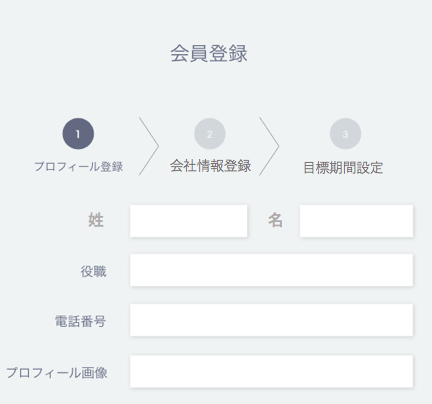 会員登録
1 2 3
プロフィール登録 会社情報登録 目標期間設定
姓 名
役職
電話番号
プロフィール画像